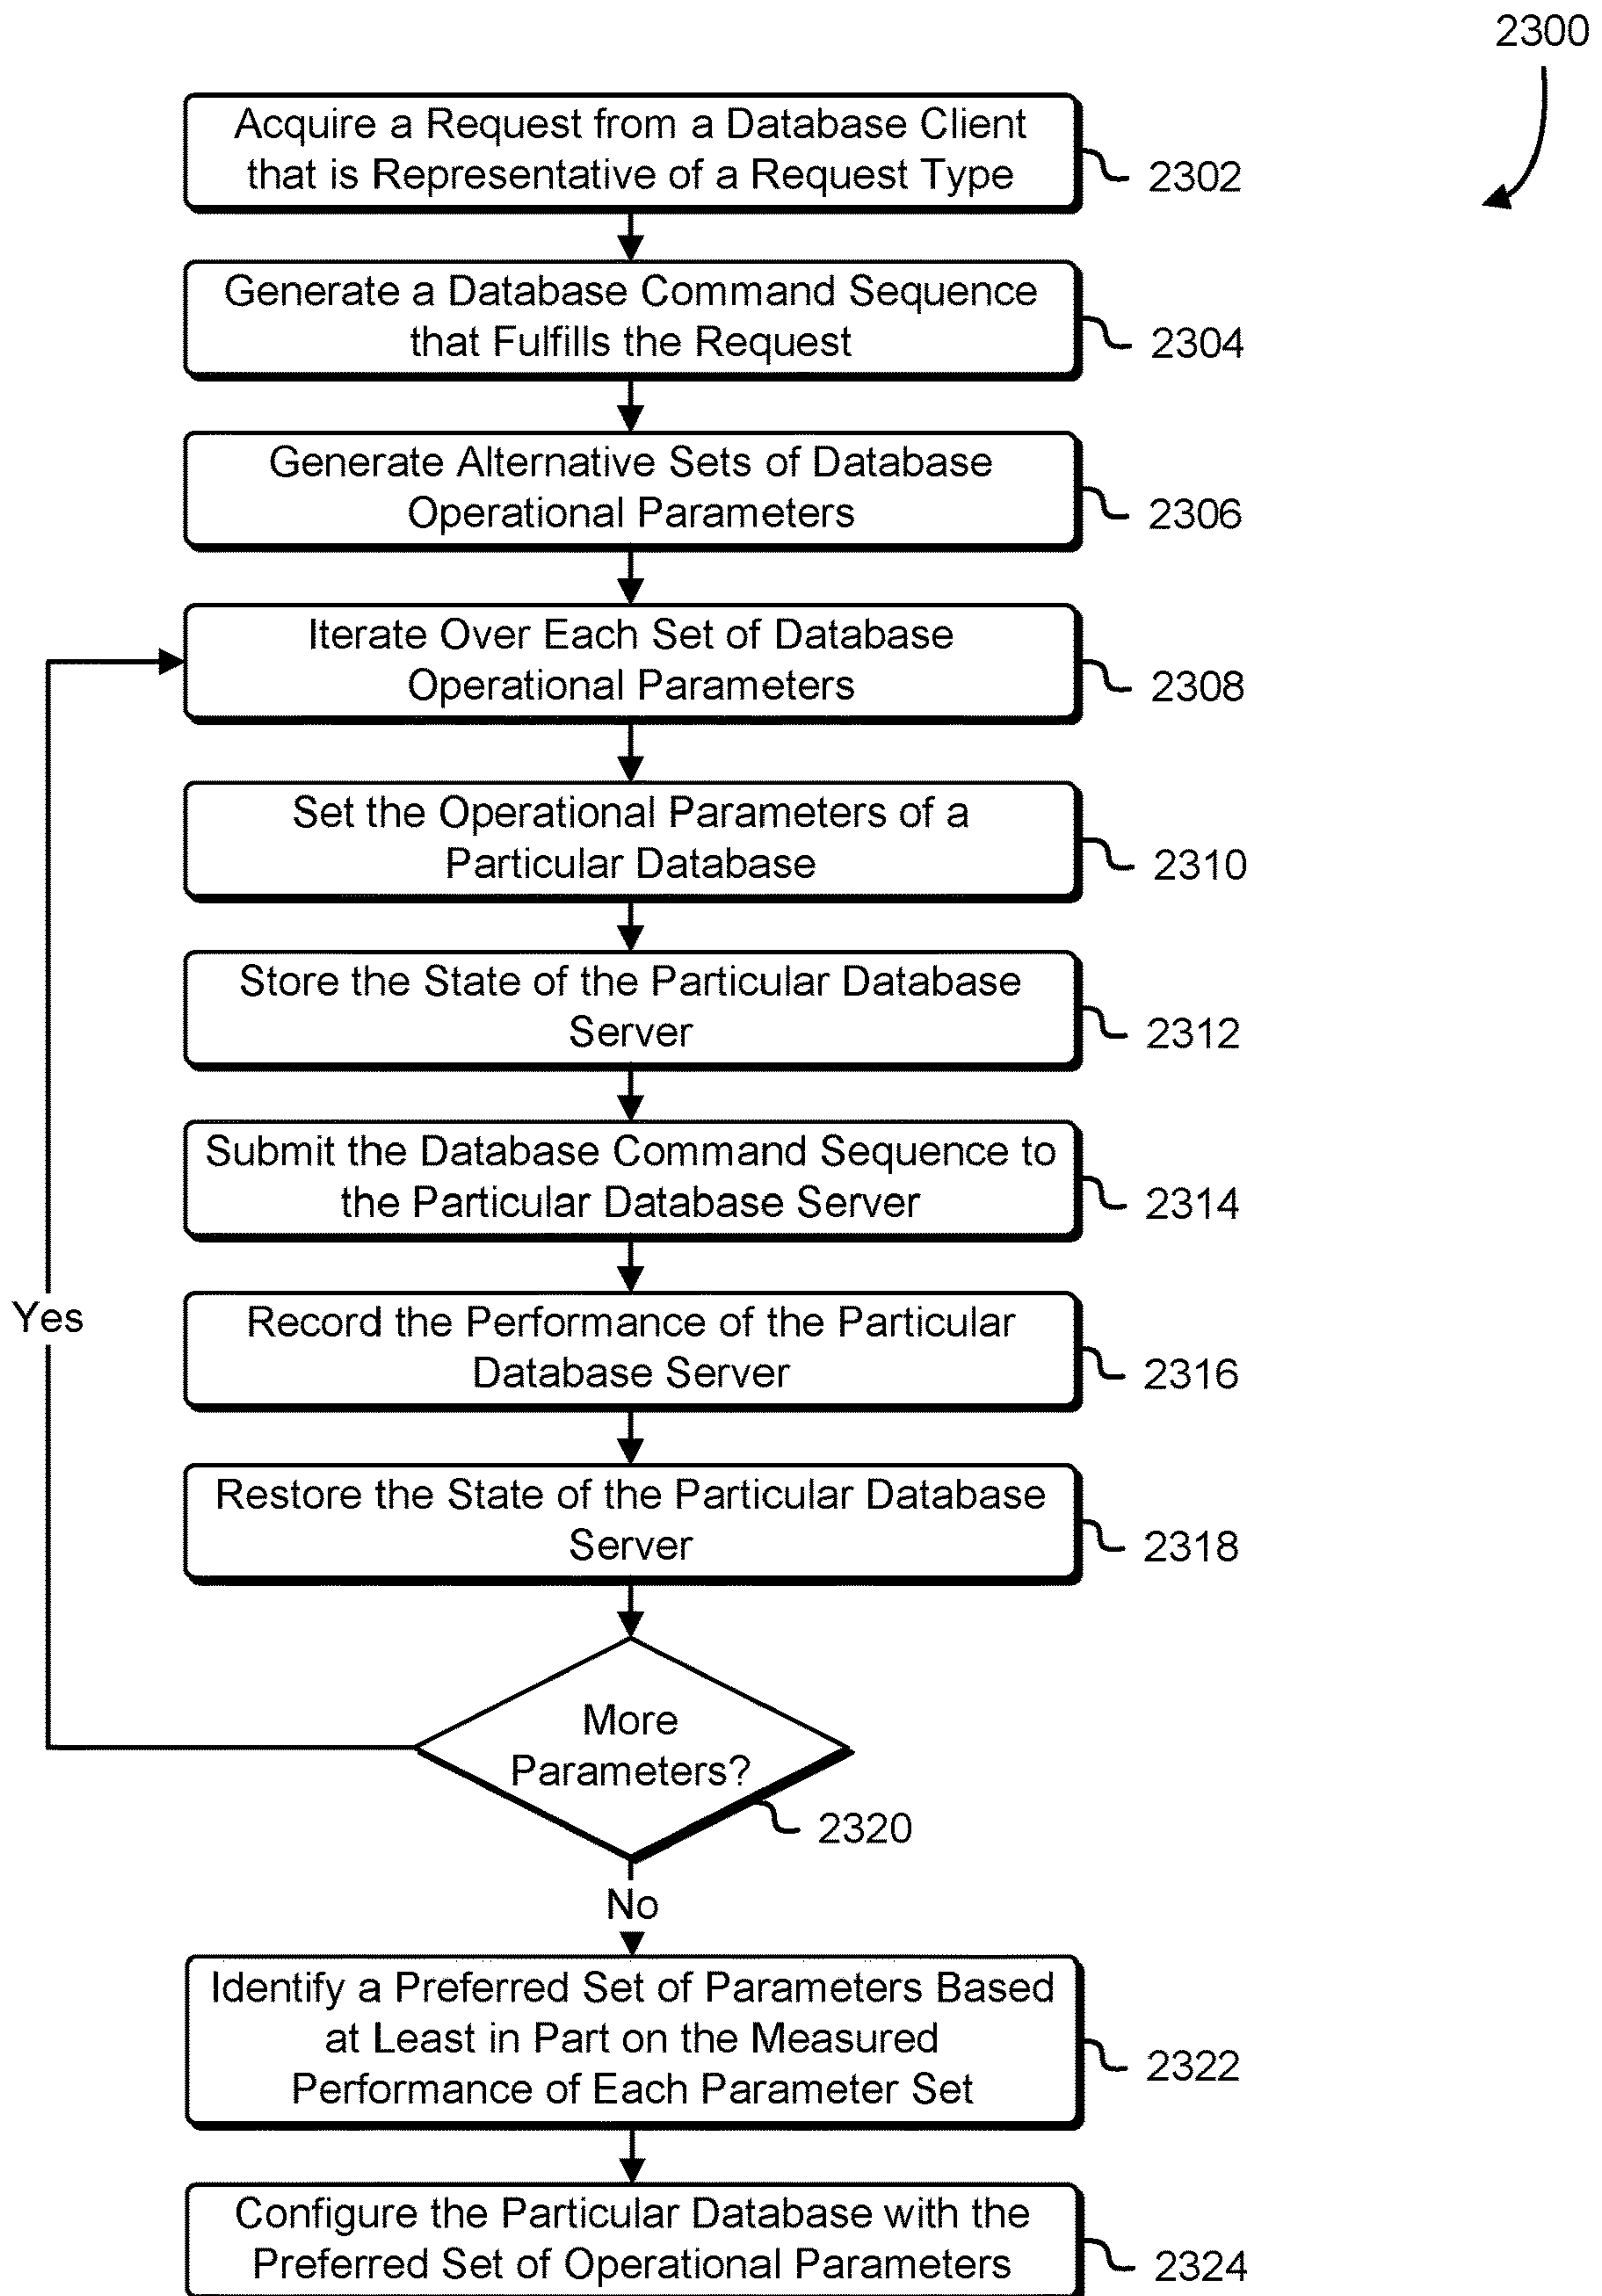 2300
Acquire a Request from a Database Client
that is Representative of a Request Type
2302
Generate a Database Command Sequence
that Fulfills the Request
2304
Generate Alternative Sets of Database
Operational Parameters
2306
Iterate Over Each Set of Database
Operational Parameters
2308
Set the Operational Parameters of a
Particular Database
2310
Store the State of the Particular Database
Server
2312
Submit the Database Command Sequence to
the Particular Database Server
2314
Yes
Record the Performance of the Particular
Database Server
2316
Restore the State of the Particular Database
Server
2318
More
Parameters?
2320
No
Identify a Preferred Set of Parameters Based
at Least in Part on the Measured
Performance of Each Parameter Set
2322
Configure the Particular Database with the
Preferred Set of Operational Parameters
2324